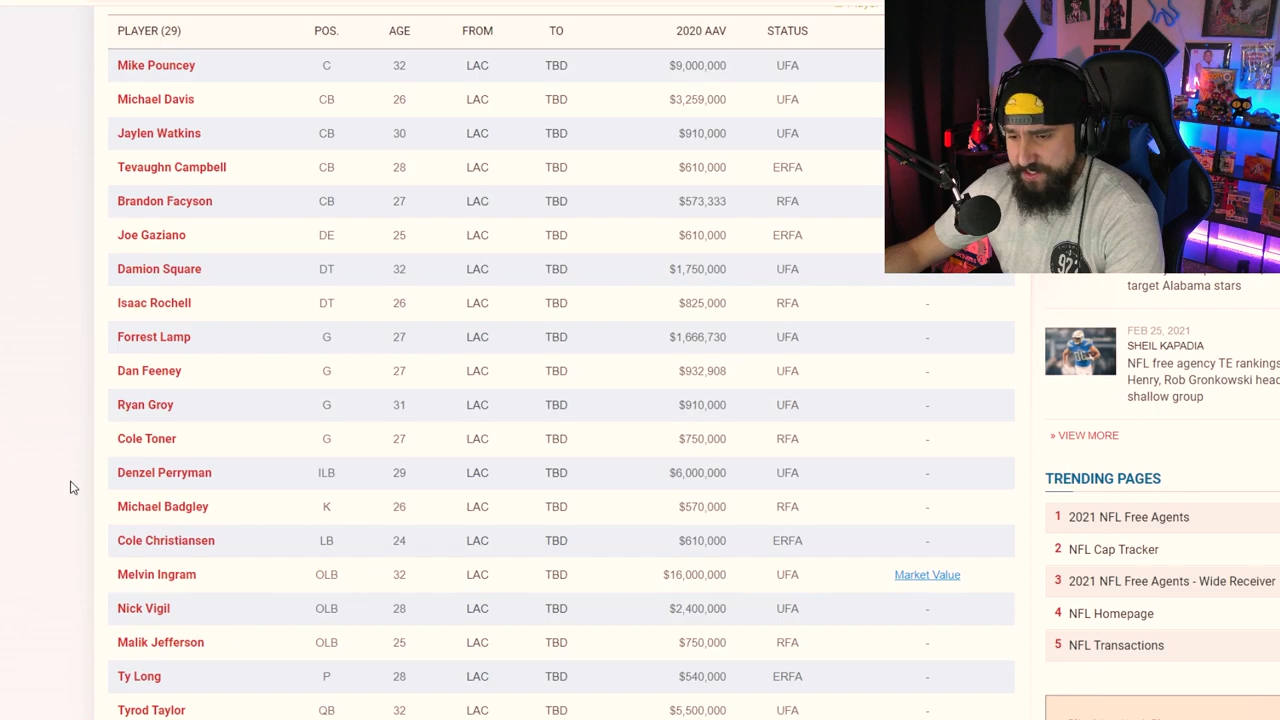 PLAYER (29) POS. AGE FROM TO 2020 AAV STATUS
Mike Pouncey C 32 LAC TBD $9,000,000 UFA
Michael Davis CB 26 LAC TBD $3,259,000 UFA
Jaylen Watkins CB 30 LAC TBD $910,000 UFA
Tevaughn Campbell CB 28 LAC TBD $610,000 ERFA
Brandon Facyson CB 27 LAC TBD $573,333 RFA
Joe Gaziano DE 25 LAC TBD $610,000 ERFA
Damion Square DT 32 LAC TBD $1,750,000 UFA
Isaac Rochell DT 26 LAC TBD $825,000 RFA -
Forrest Lamp G 27 LAC TBD $1,666,730 UFA -
Dan Feeney G 27 LAC TBD $932,908 UFA -
Ryan Groy G 31 LAC TBD $910,000 UFA -
Cole Toner G 27 LAC TBD $750,000 RFA -
Denzel Perryman ILB 29 LAC TBD $6,000,000 UFA -
Michael Badgley K 26 LAC TBD $570,000 RFA -
Cole Christiansen LB 24 LAC TBD $610,000 ERFA -
Melvin Ingram OLB 32 LAC TBD $16,000,000 UFA Market Value
Nick Vigil OLB 28 LAC TBD $2,400,000 UFA -
Malik Jefferson OLB 25 LAC TBD $750,000 RFA -
Ty Long P 28 LAC TBD $540,000 ERFA -
Tyrod Taylor QB 32 LAC TBD $5,500,000 UFA -
target Alabama stars
FEB 25, 2021
SHEIL KAPADIA
NFL free agency TE rankings
Henry, Rob Gronkowski head
shallow group
» VIEW MORE
TRENDING PAGES
1 2021 NFL Free Agents
2 NFL Cap Tracker
3 2021 NFL Free Agents - Wide Receiver
4 NFL Homepage
5 NFL Transactions